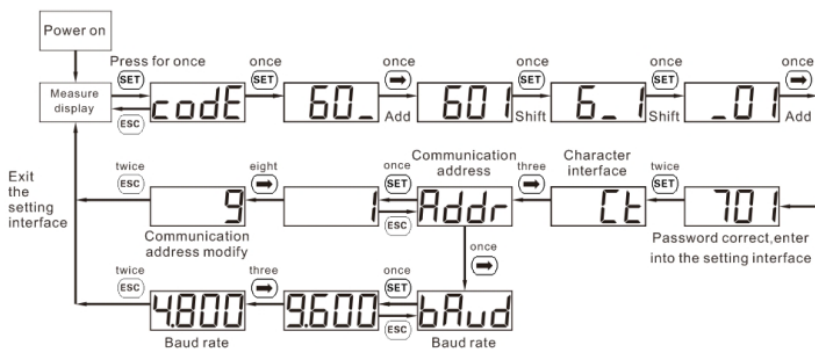 Power on
Press for once
once
once
once
once
once
SET
SET
➡
SET
SET
➡
Measure
display
codE
60_
601
6_1
_01
ESC
Add
Shift
Shift
Add
Exit
the
setting
interface
twice
ESC
eight
➡
once
SET
Communication
address
three
➡
Character
interface
twice
SET
9
1
Addr
Ct
701
ESC
Communication
address modify
Password correct,enter
into the setting interface
once
➡
twice
ESC
three
➡
once
SET
4.800
9.600
bAud
ESC
Baud rate
Baud rate